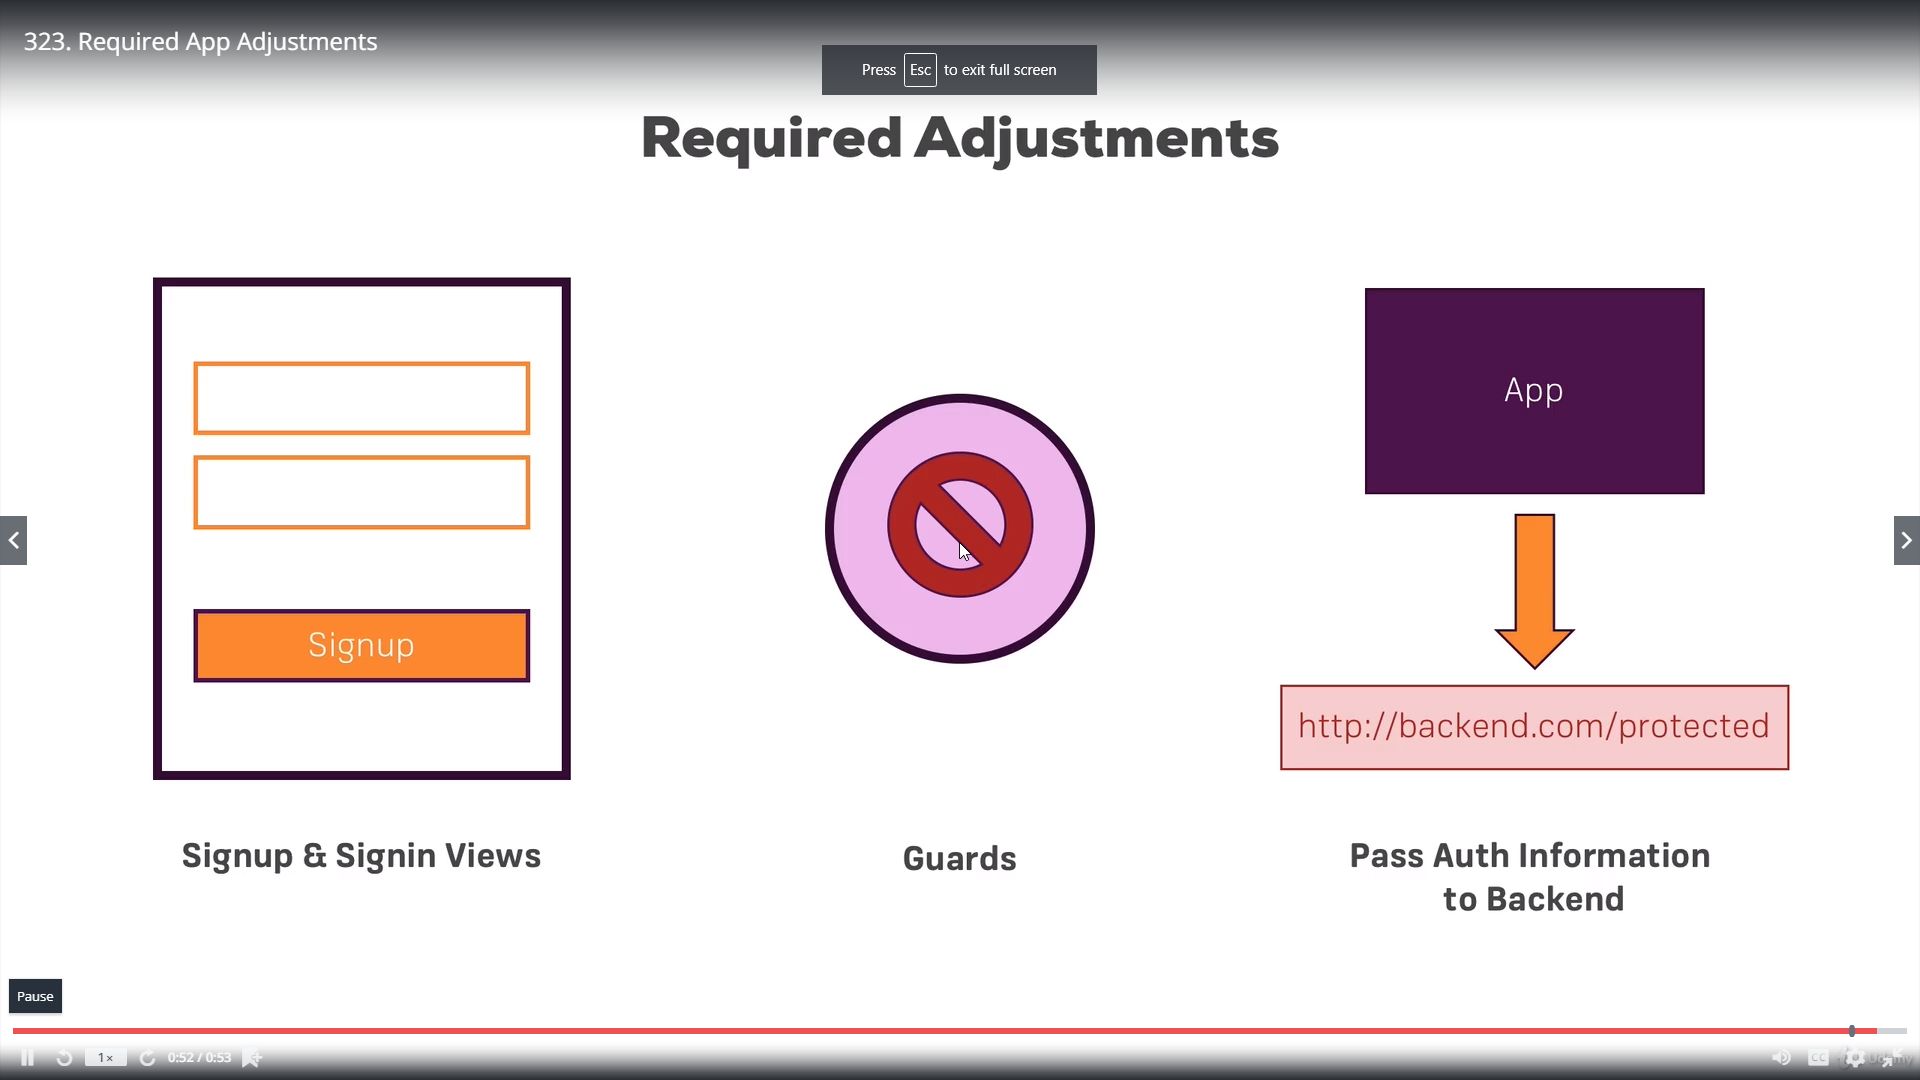 323. Required App Adjustments
Press Esc to exit full screen
Required Adjustments
App
Signup
http://backend.com/protected
Signup & Signin Views
Guards
Pass Auth Information
to Backend
Pause
1×
0:52 / 0:53
CC